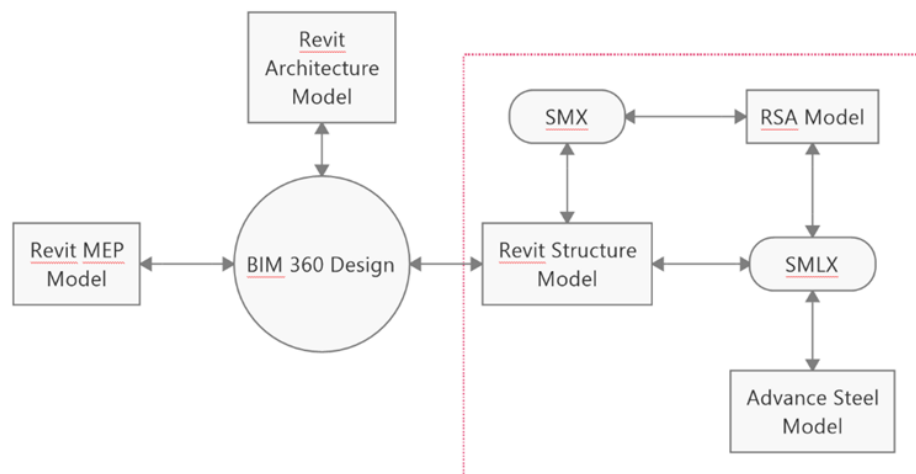 Revit
Architecture
Model
SMX
RSA Model
Revit MEP
Model
BIM 360 Design
Revit Structure
Model
SMLX
Advance Steel
Model